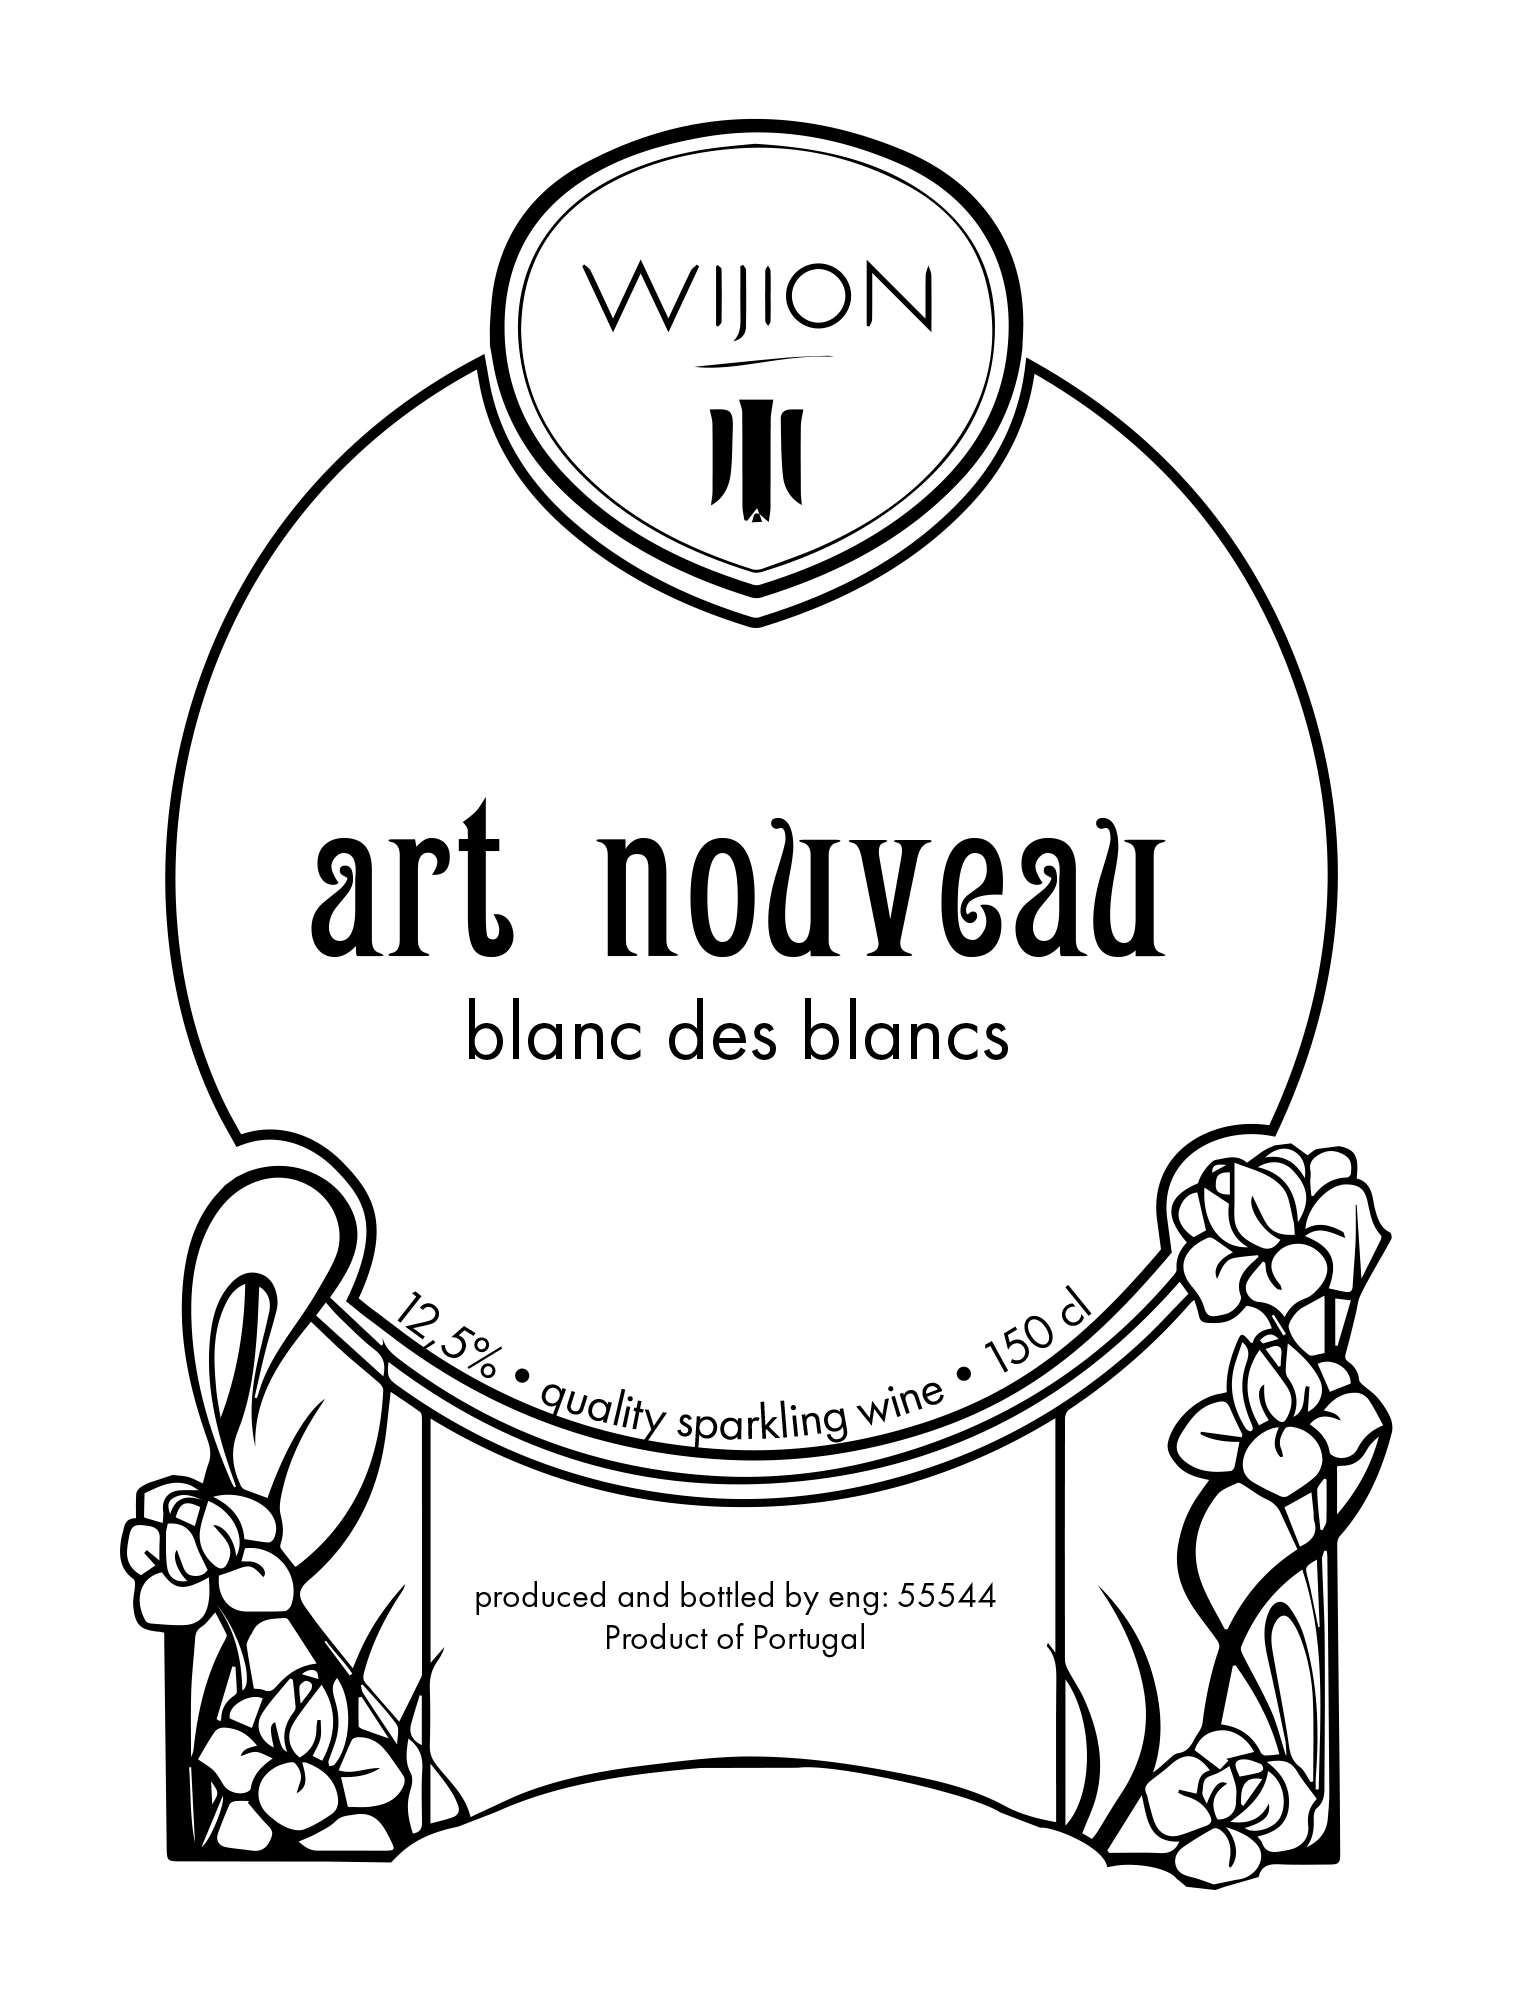 WIJION
art nouveau
blanc des blancs
12,5% • quality sparkling wine • 150 cl
produced and bottled by eng: 55544
Product of Portugal